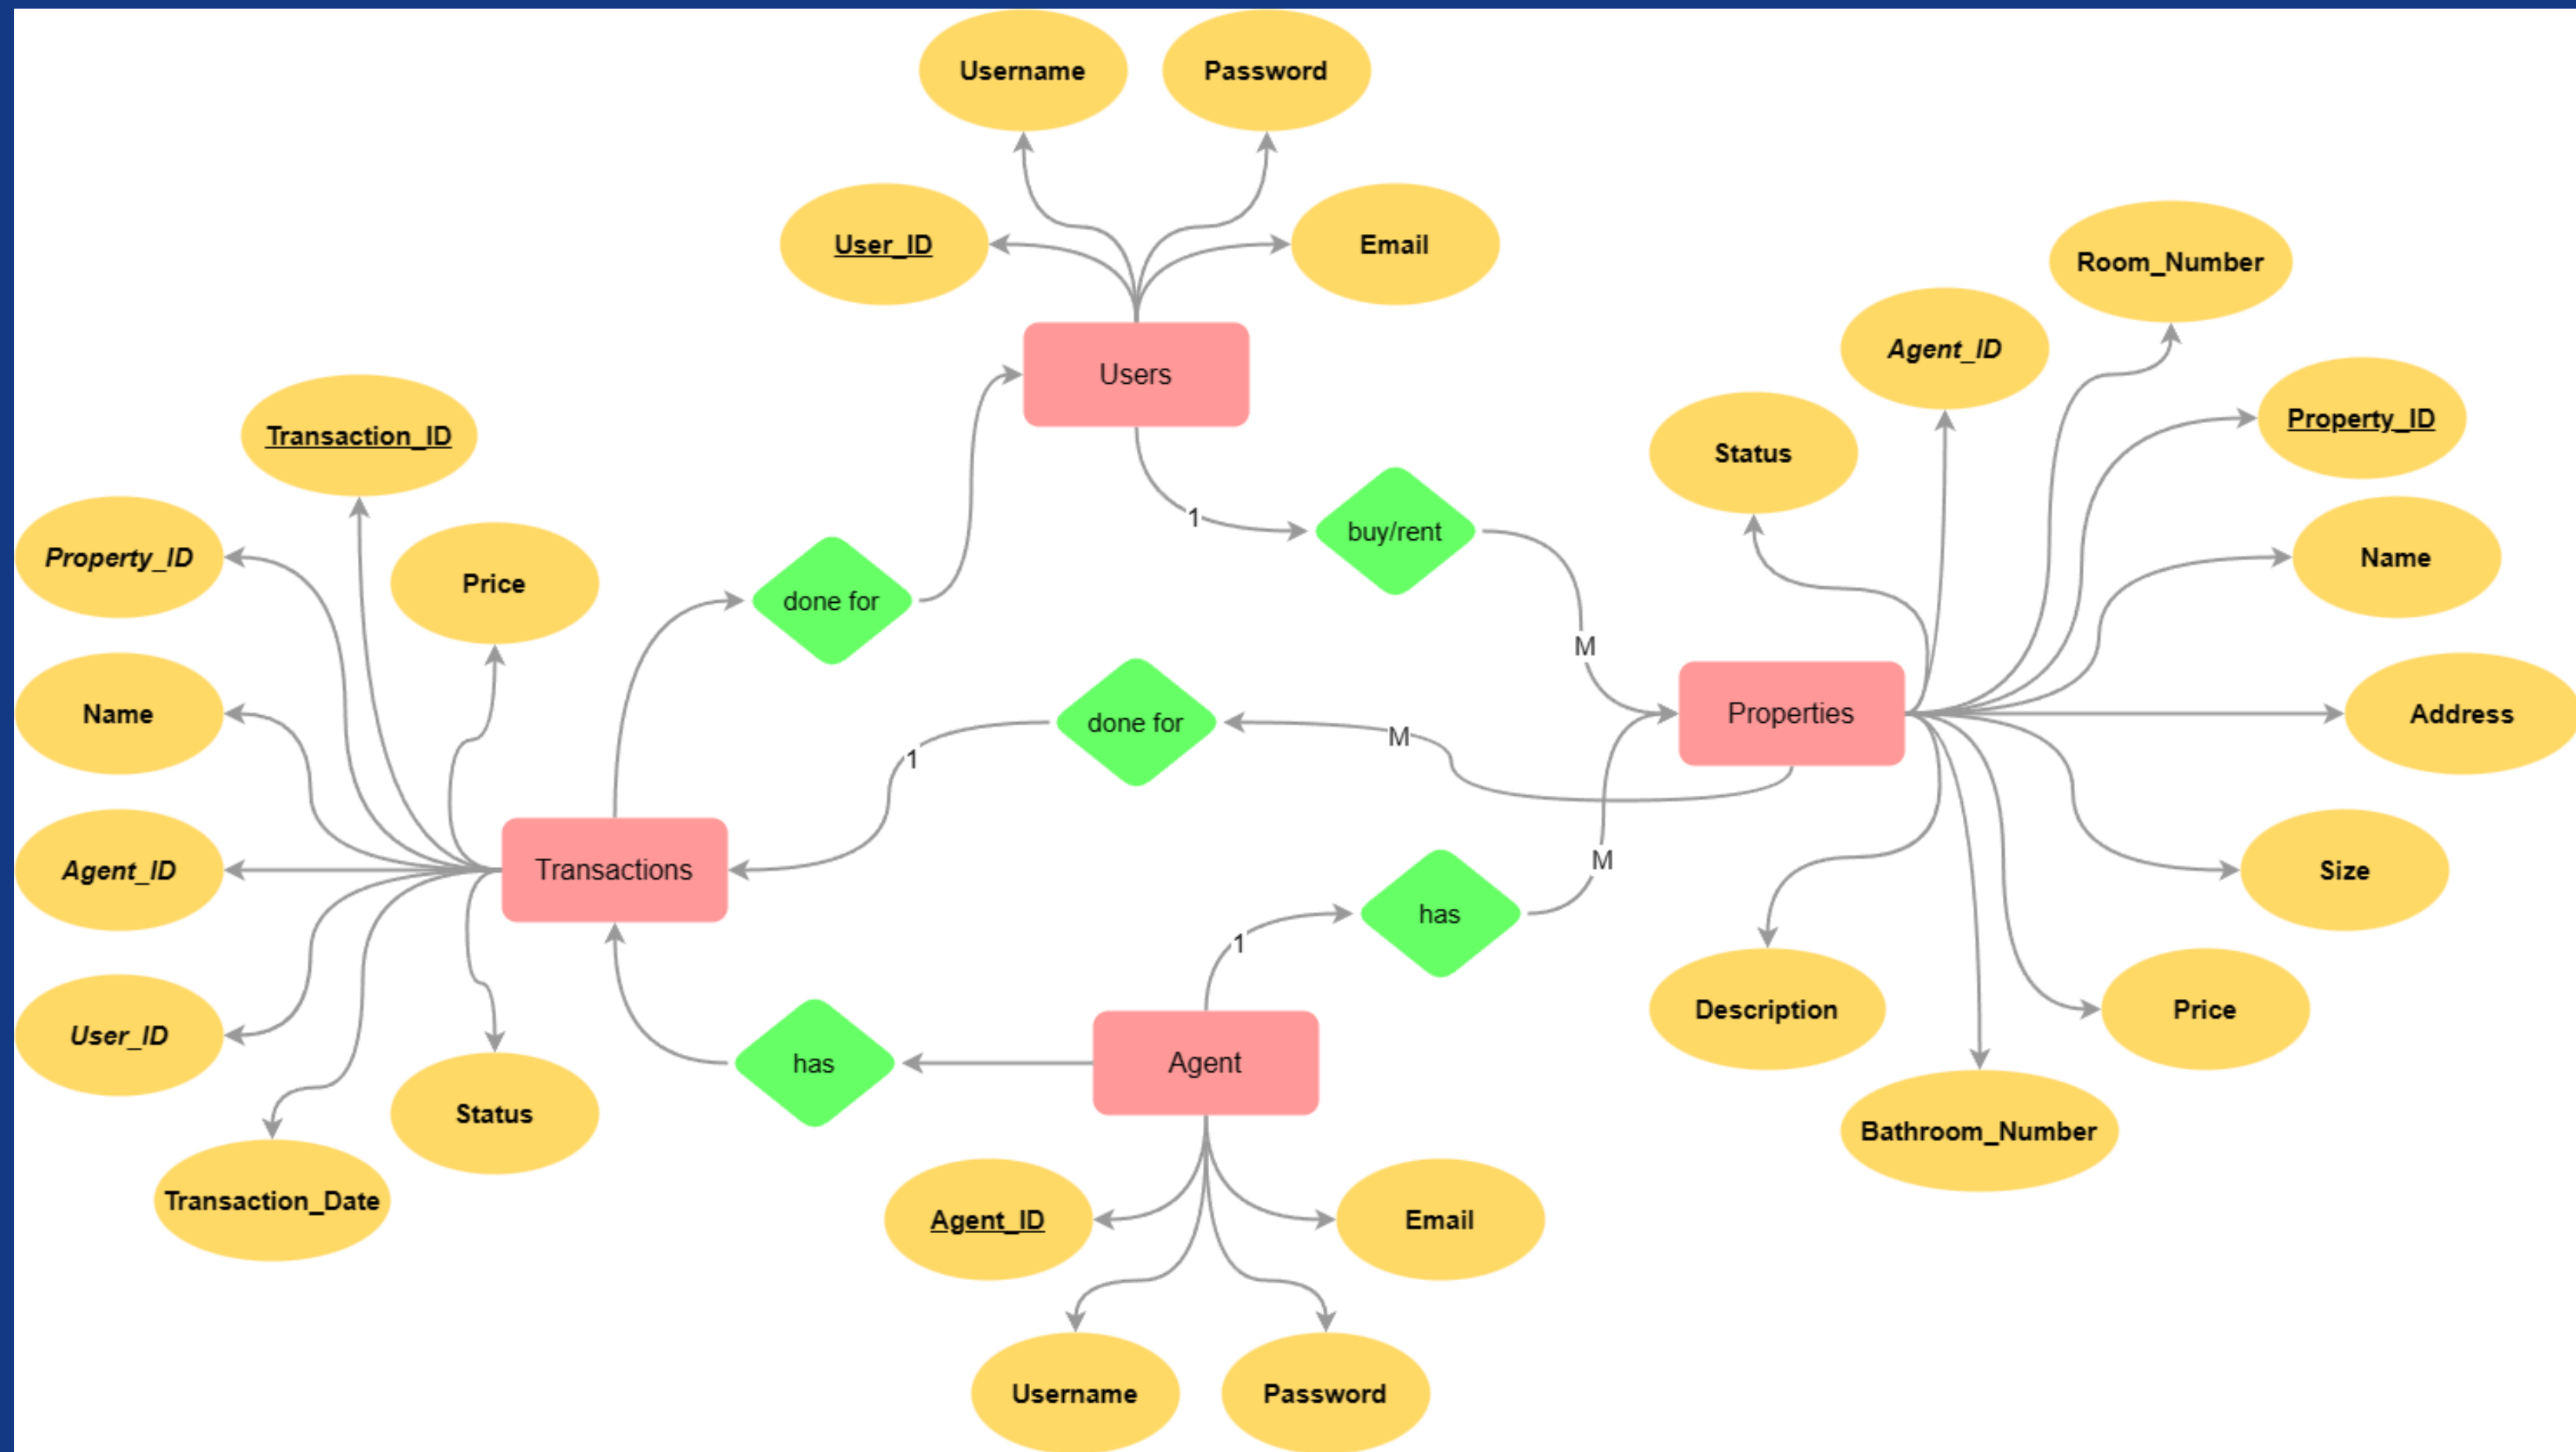 Username
Password
User_ID
Email
Room_Number
Agent_ID
Users
Property_ID
Transaction_ID
Status
buy/rent
1
Property_ID
Name
Price
done for
M
Name
Properties
Address
done for
M
1
Transactions
Agent_ID
M
Size
has
1
Description
Price
User_ID
has
Agent
Status
Bathroom_Number
Transaction_Date
Agent_ID
Email
Username
Password